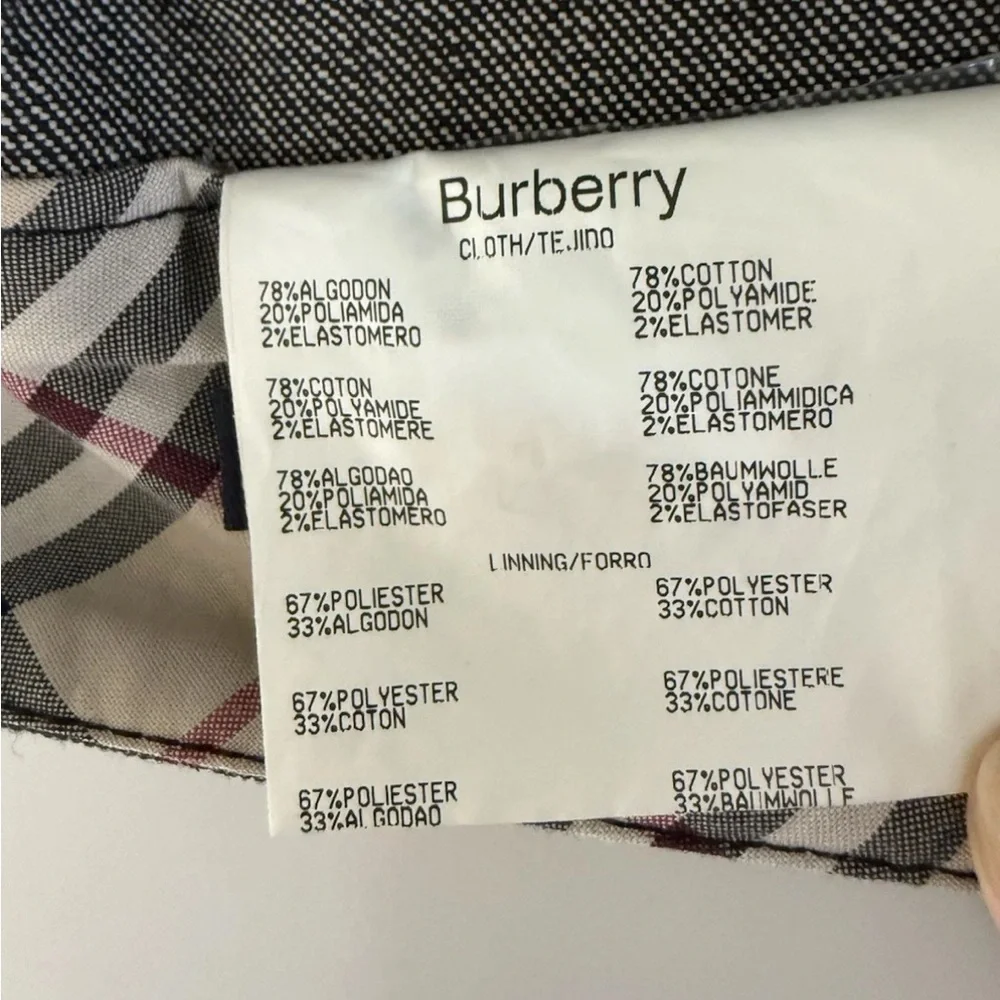 Burberry
CLOTH/TEJIDO
78%ALGODON
20%POLIAMIDA
2%ELASTOMERO
78%COTTON
20%POLYAMIDE
2%ELASTOMER
78%COTON
20%POLYAMIDE
2%ELASTOMERE
78%COTONE
20%POLIAMMIDICA
2%ELASTOMERO
78%ALGODAO
20%POLIAMIDA
2%ELASTOMERO
78%BAUMWOLLE
20%POLYAMID
2%ELASTOFASER
LINNING/FORRO
67%POLIESTER
33%ALGODON
67%POLYESTER
33%COTTON
67%POLYESTER
33%COTON
67%POLIESTERE
33%COTONE
67%POLIESTER
33%ALGODAO
67%POLYESTER
33%BAUMWOLLE